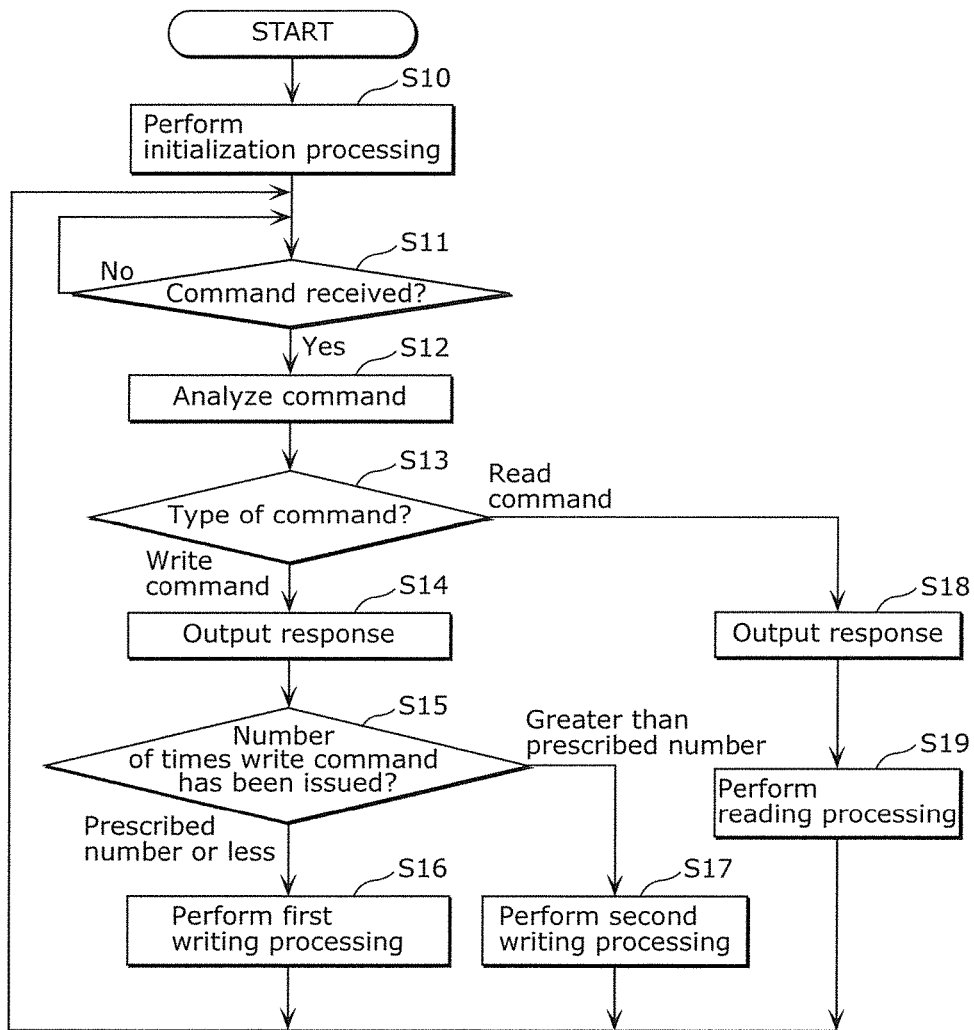 START
S10
Perform
initialization processing
S11
No
Command received?
Yes
S12
Analyze command
S13
Read
command
Type of command?
Write
command
S14
Output response
S18
Output response
S15
Number
of times write command
has been issued?
Greater than
prescribed number
S19
Perform
reading processing
Prescribed
number or less
S16
Perform first
writing processing
S17
Perform second
writing processing